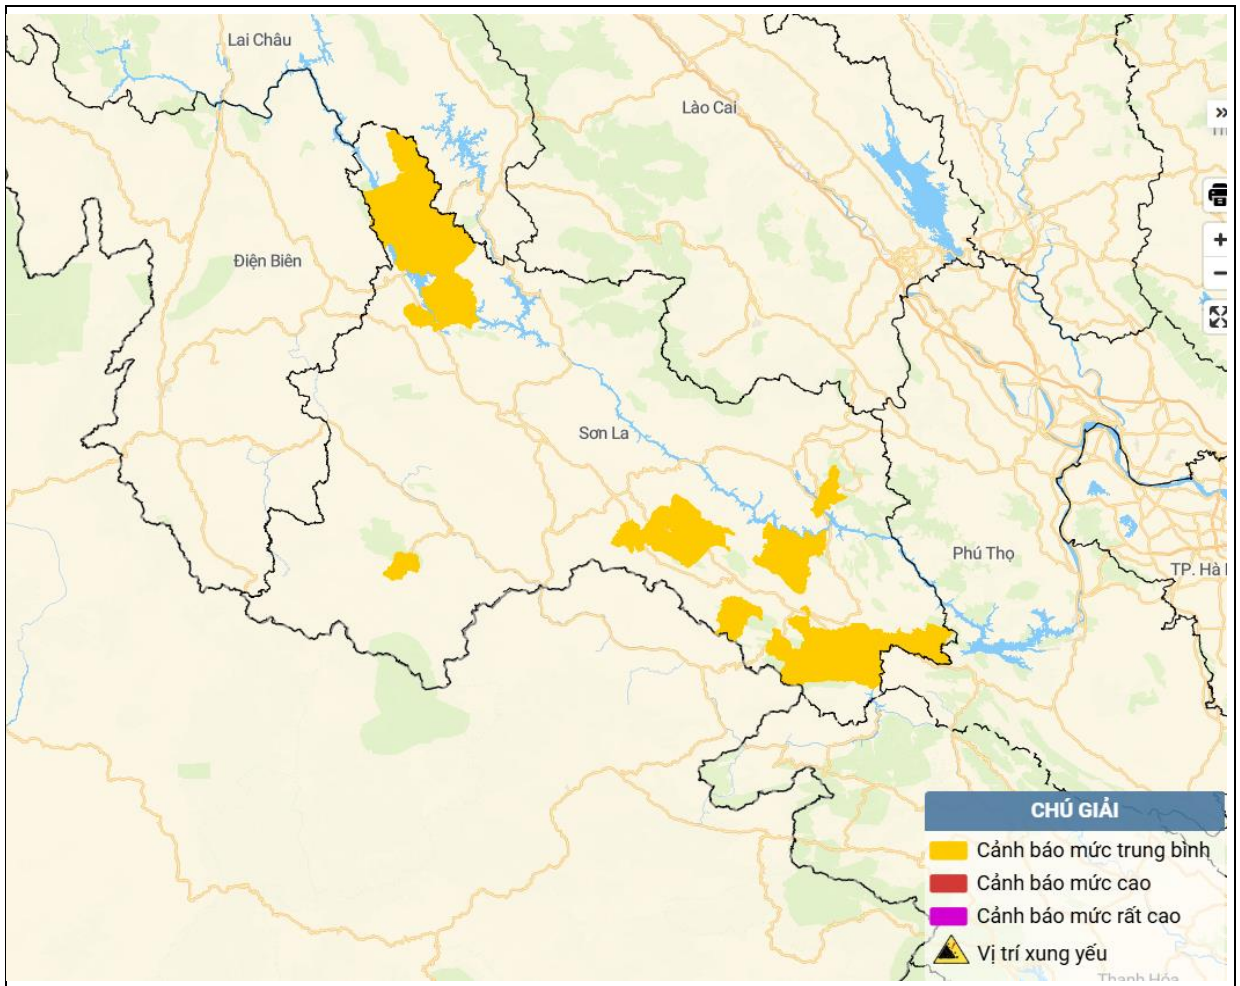 Lai Châu
Lào Cai
»
Điện Biên
+
−
Sơn La
Phú Thọ
TP. Hà
CHÚ GIẢI
Cảnh báo mức trung bình
Cảnh báo mức cao
Cảnh báo mức rất cao
Vị trí xung yếu
Thanh Hóa